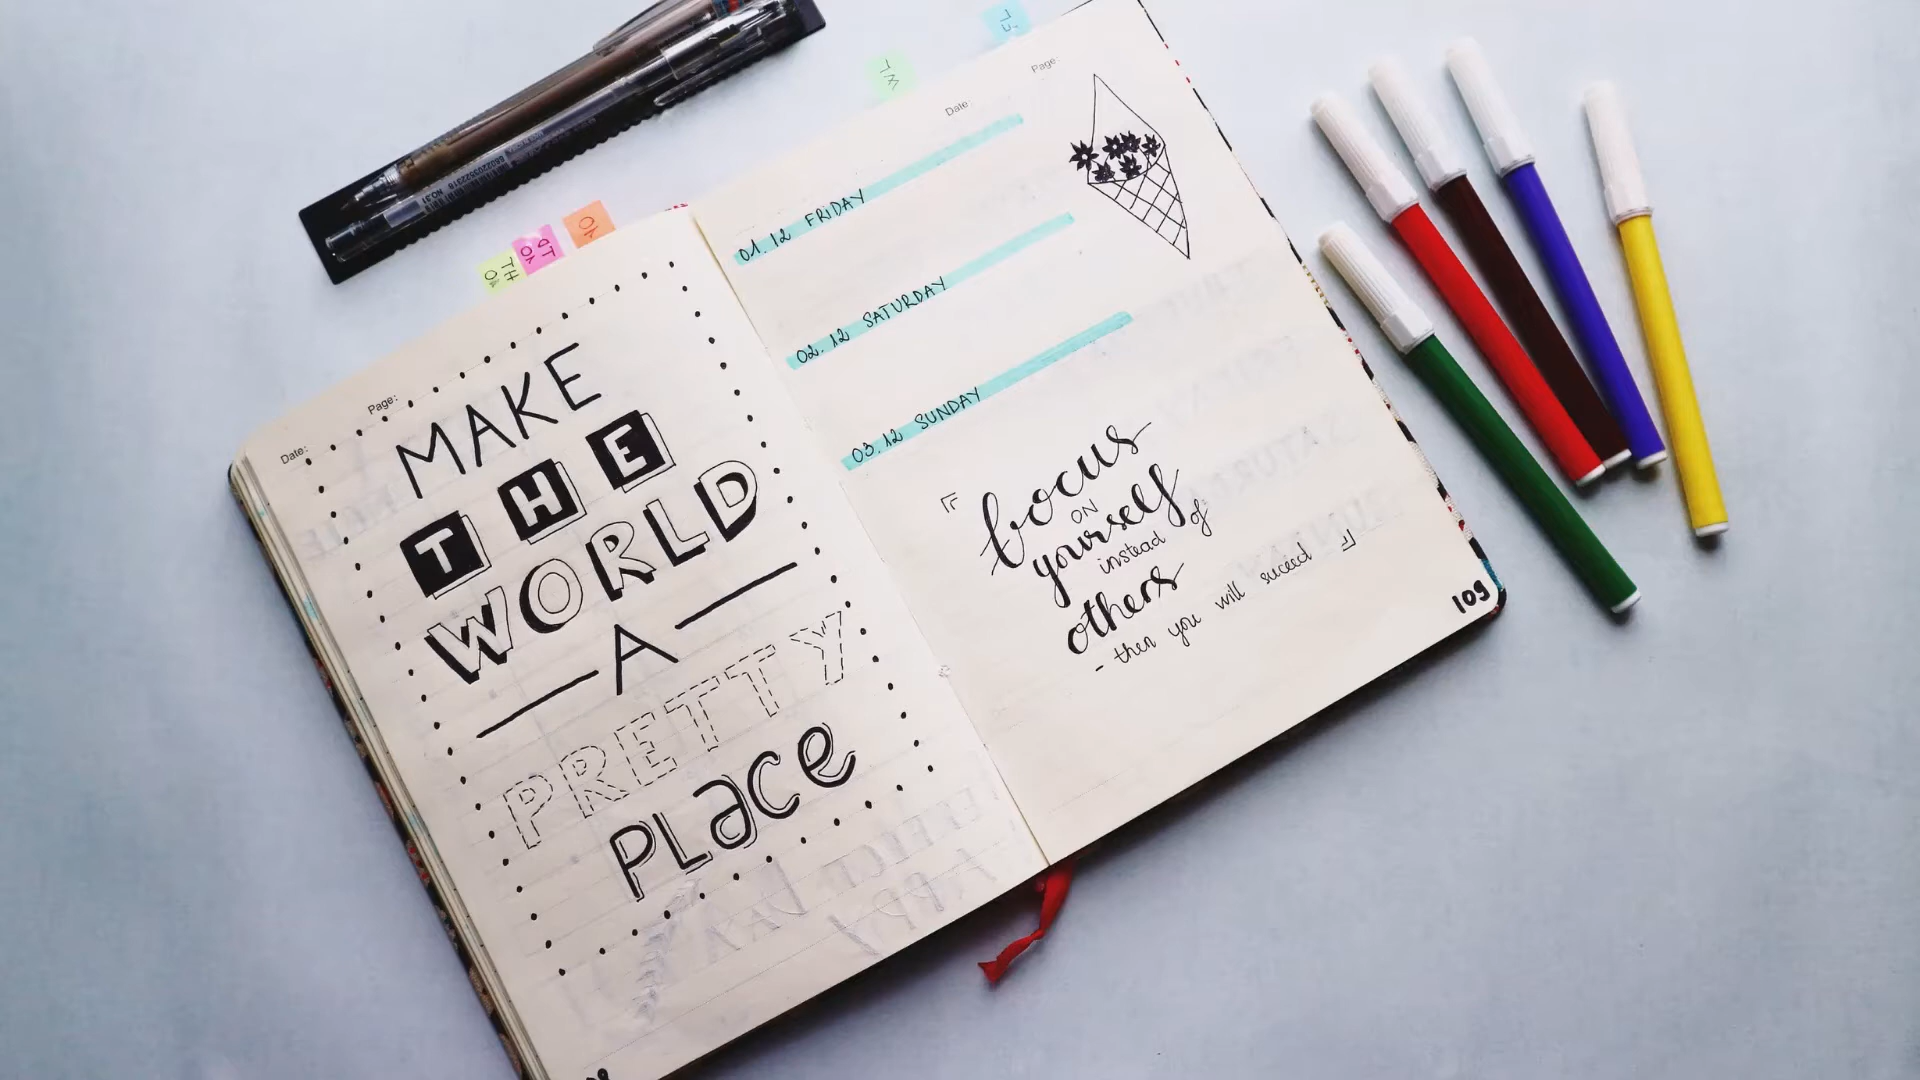 Page:
Date:
MAKE
THE
WORLD
A
PRETTY
PLace
Date:
Page:
01.12 FRIDAY
02.12 SATURDAY
03.12 SUNDAY
focus
ON
yourself
instead of
others
- then you will succeed
109